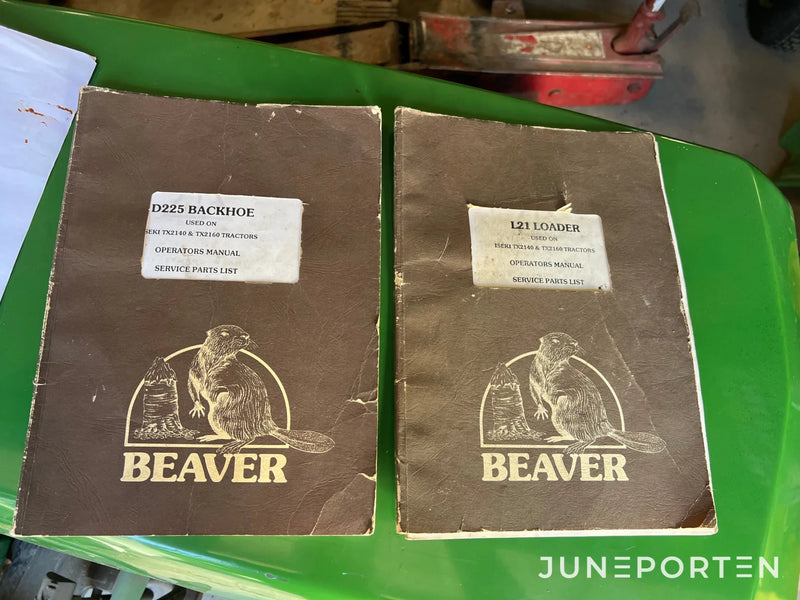 D225 BACKHOE
USED ON
ISEKI TX2140 & TX2160 TRACTORS
OPERATORS MANUAL
SERVICE PARTS LIST
BEAVER
L21 LOADER
USED ON
ISEKI TX2140 & TX2160 TRACTORS
OPERATORS MANUAL
SERVICE PARTS LIST
BEAVER
JUNEPORTEN